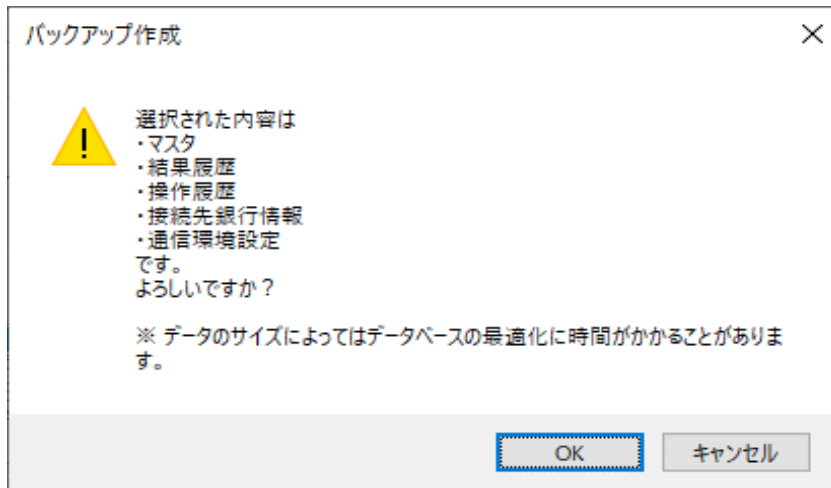 バックアップ作成
選択された内容は
・マスタ
・結果履歴
・操作履歴
・接続先銀行情報
・通信環境設定
です。
よろしいですか？
※ データのサイズによってはデータベースの最適化に時間がかかることがありま
す。
OK
キャンセル